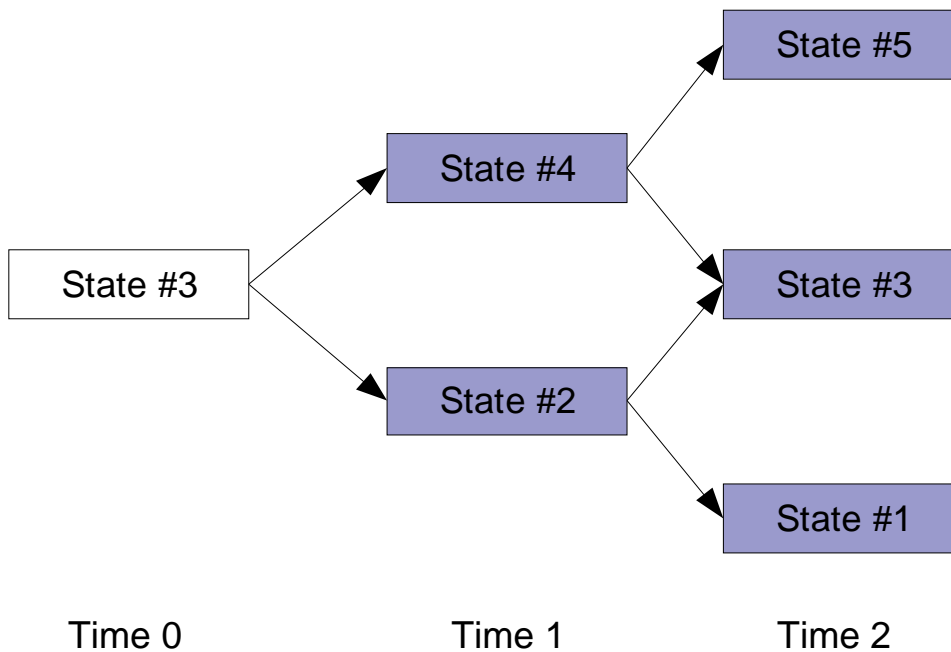 State #5
State #4
State #3
State #3
State #2
State #1
Time 0
Time 1
Time 2